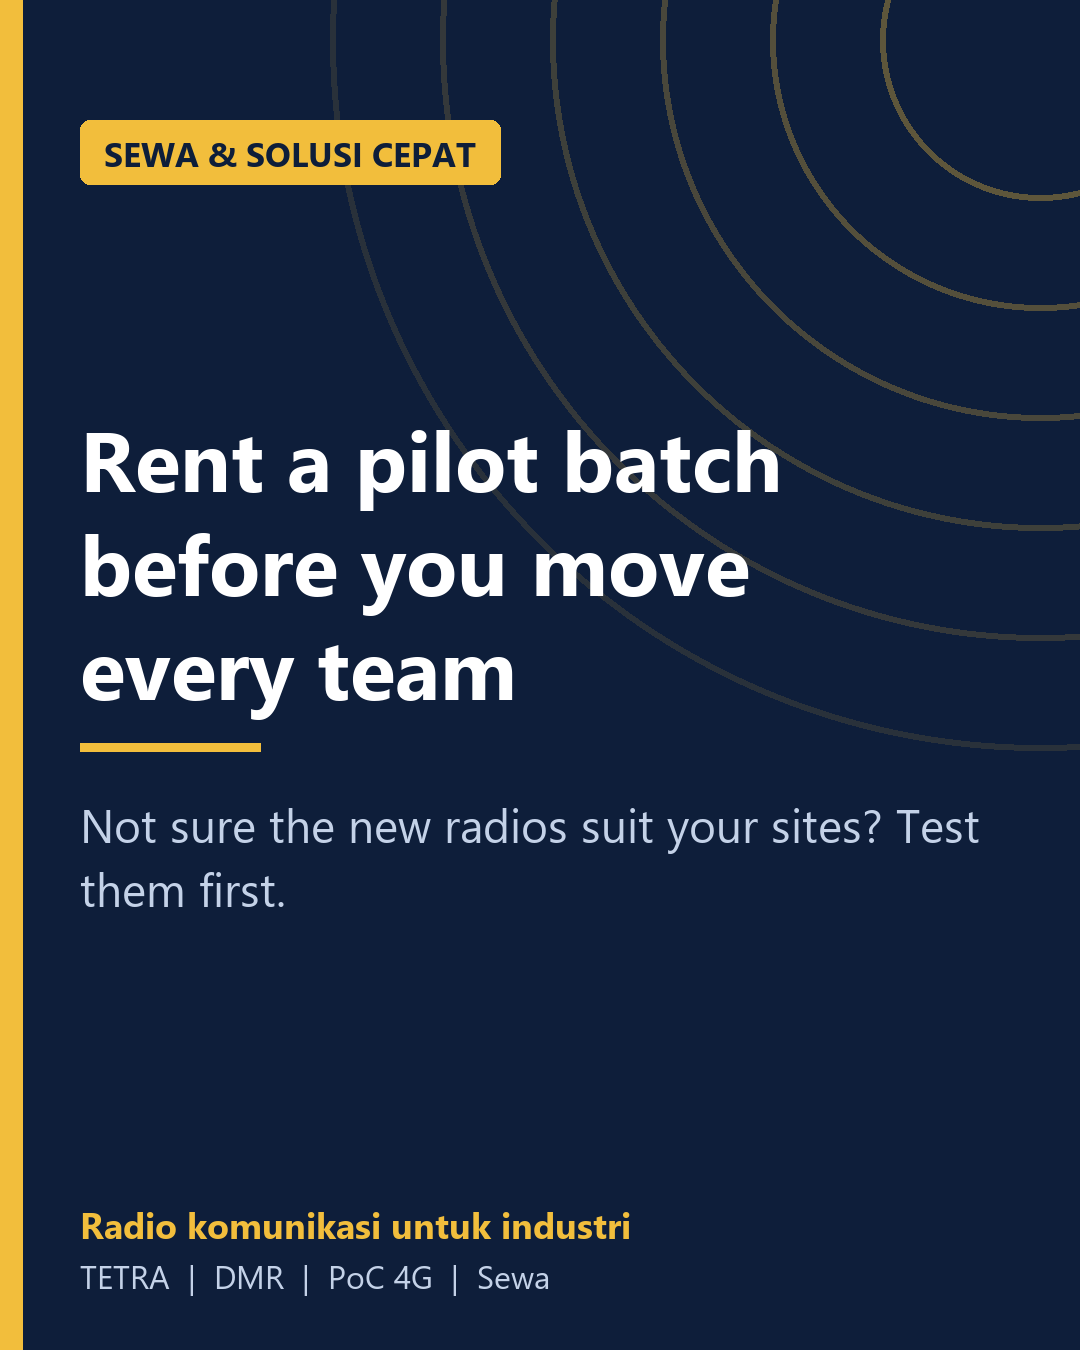 SEWA & SOLUSI CEPAT
Rent a pilot batch
before you move
every team
Not sure the new radios suit your sites? Test
them first.
Radio komunikasi untuk industri
TETRA | DMR | PoC 4G | Sewa